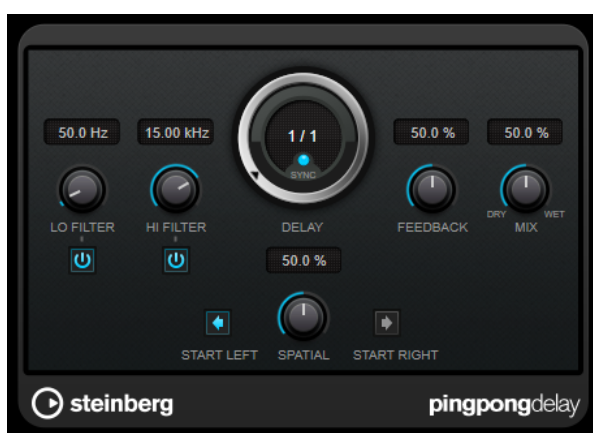 50.0 Hz 15.00 kHz 1 / 1 50.0 % 50.0 %
SYNC
DRY WET
LO FILTER HI FILTER DELAY FEEDBACK MIX
50.0 %
START LEFT SPATIAL START RIGHT
steinberg pingpongdelay